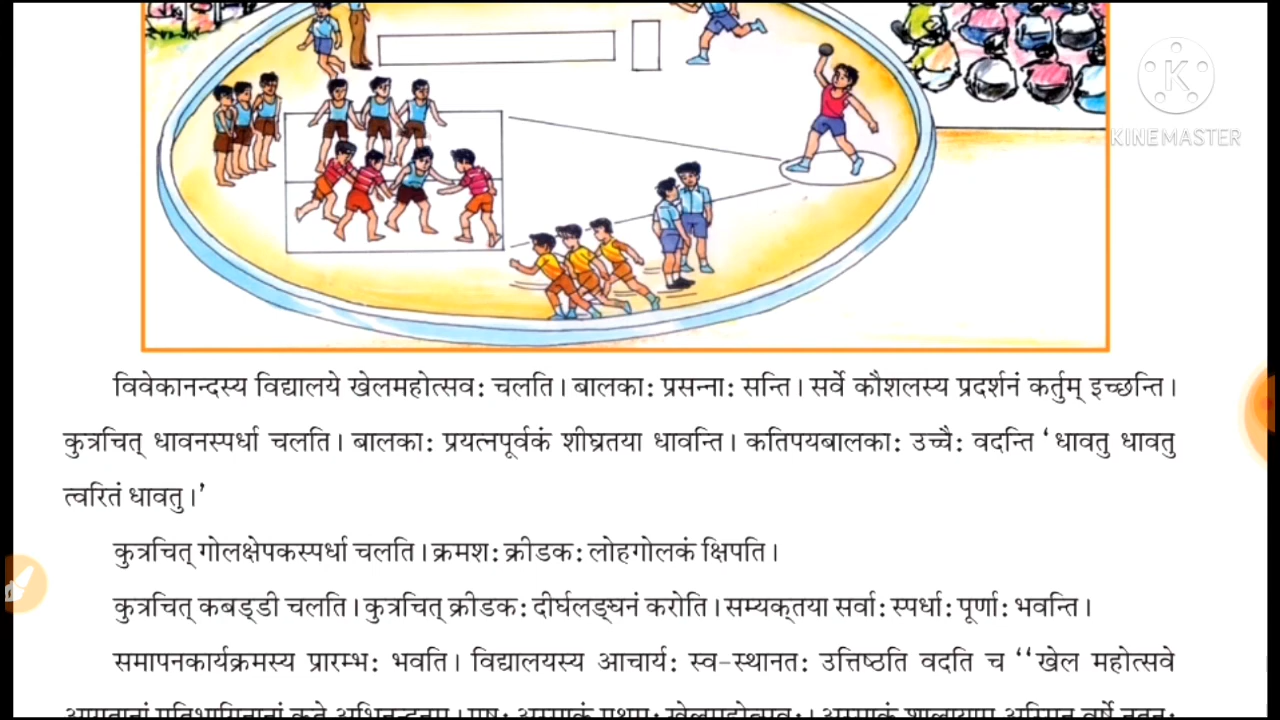 KINEMASTER
विवेकानन्दस्य विद्यालये खेलमहोत्सव: चलति। बालका: प्रसन्ना: सन्ति। सर्वे कौशलस्य प्रदर्शनं कर्तुम् इच्छन्ति।
कुत्रचित् धावनस्पर्धा चलति। बालका: प्रयत्नपूर्वकं शीघ्रतया धावन्ति। कतिपयबालका: उच्चै: वदन्ति ‘धावतु धावतु
त्वरितं धावतु।’
कुत्रचित् गोलक्षेपकस्पर्धा चलति। क्रमश: क्रीडक: लोहगोलकं क्षिपति।
कुत्रचित् कबड्डी चलति। कुत्रचित् क्रीडक: दीर्घलङ्घनं करोति। सम्यक्तया सर्वा: स्पर्धा: पूर्णा: भवन्ति।
समापनकार्यक्रमस्य प्रारम्भ: भवति। विद्यालयस्य आचार्य: स्व-स्थानत: उत्तिष्ठति वदति च ‘‘खेल महोत्सवे